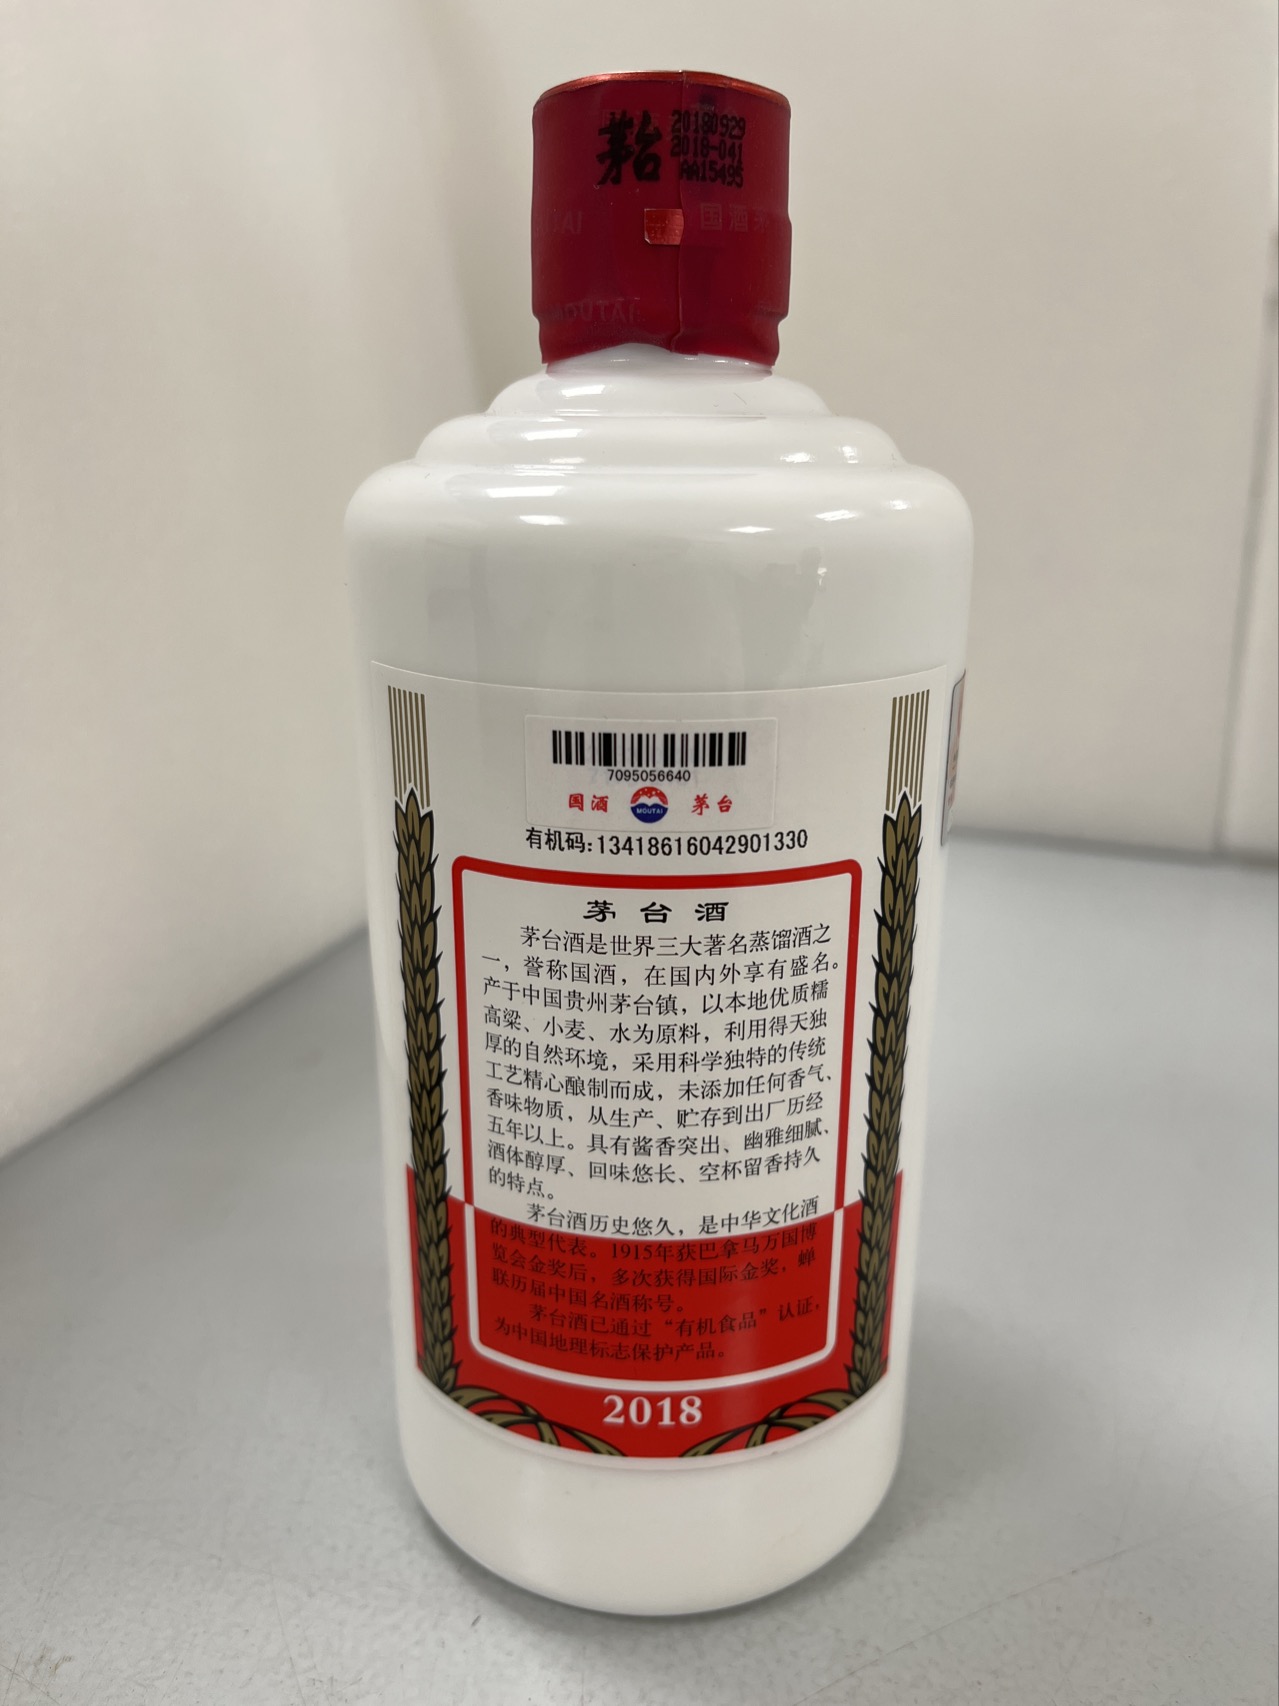 茅台
20180929
2018-041
AA15495
国酒
7095056640
国酒 MOUTAI 茅台
有机码:13418616042901330
茅台酒
茅台酒是世界三大著名蒸馏酒之
一，誉称国酒，在国内外享有盛名。
产于中国贵州茅台镇，以本地优质糯
高粱、小麦、水为原料，利用得天独
厚的自然环境，采用科学独特的传统
工艺精心酿制而成，未添加任何香气、
香味物质，从生产、贮存到出厂历经
五年以上。具有酱香突出、幽雅细腻、
酒体醇厚、回味悠长、空杯留香持久
的特点。
茅台酒历史悠久，是中华文化酒
的典型代表。1915年获巴拿马万国博
览会金奖后，多次获得国际金奖，蝉
联历届中国名酒称号。
茅台酒已通过“有机食品”认证，
为中国地理标志保护产品。
2018